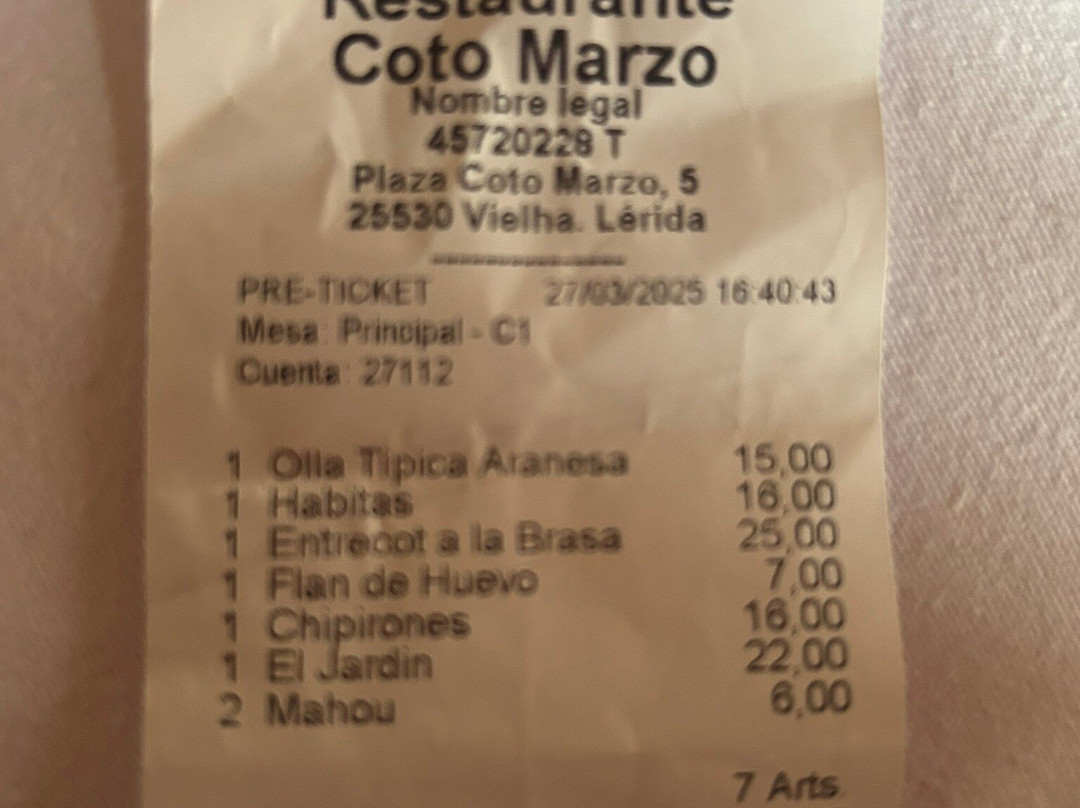 Restaurante
Coto Marzo
Nombre legal
45720228 T
Plaza Coto Marzo, 5
25530 Vielha. Lérida
PRE-TICKET 27/03/2025 16:40:43
Mesa: Principal - C1
Cuenta: 27112
1 Olla Tipica Aranesa 15,00
1 Habitas 16,00
1 Entrecot a la Brasa 25,00
1 Flan de Huevo 7,00
1 Chipirones 16,00
1 El Jardin 22,00
2 Mahou 6,00
7 Arts.